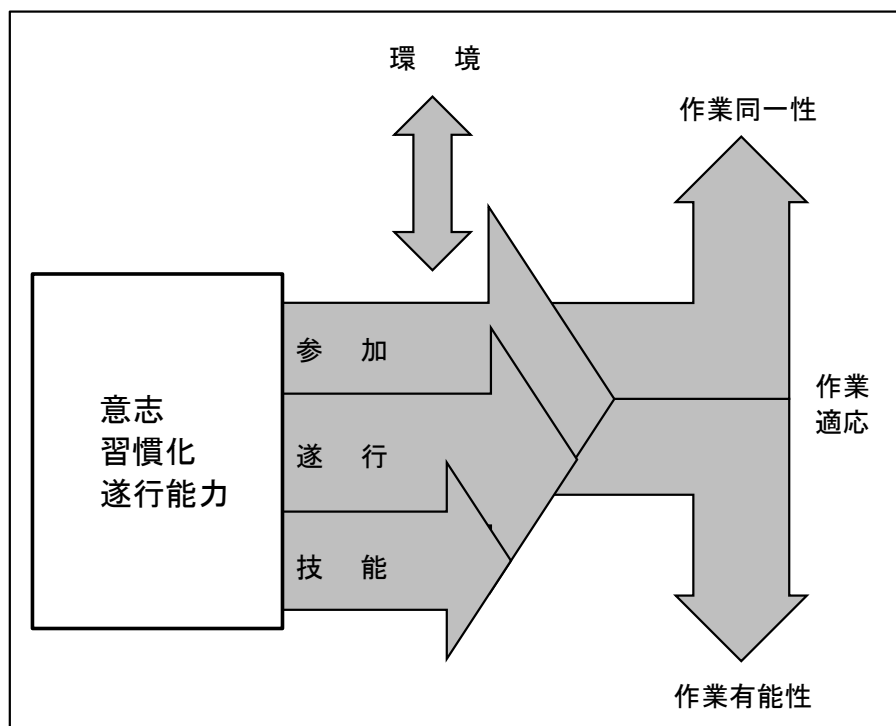 環 境
作業同一性
参 加
意志
習慣化
遂行能力
遂 行
作業
適応
技 能
作業有能性